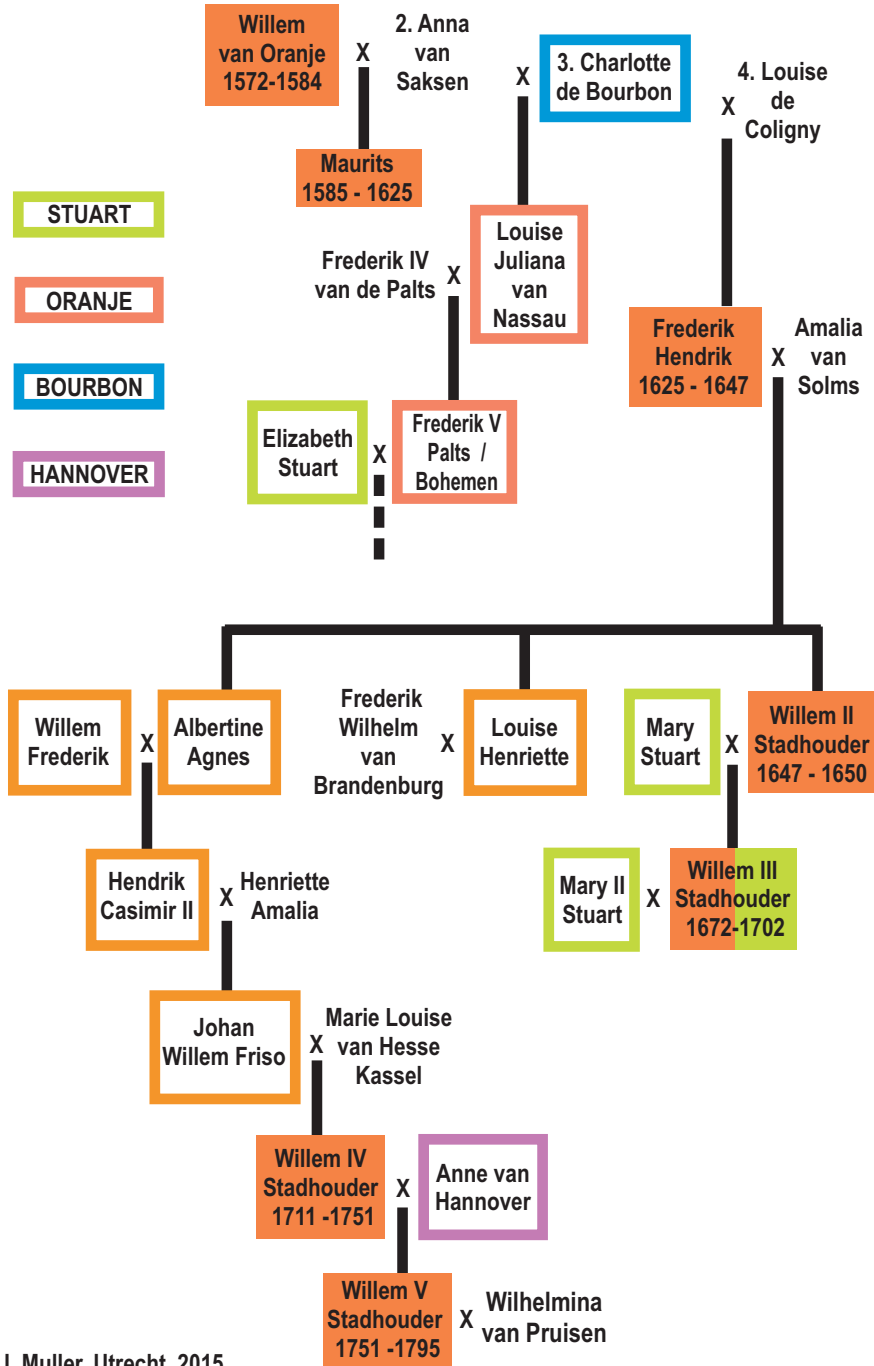 Willem
van Oranje
1572-1584
X
2. Anna
van
Saksen
X
3. Charlotte
de Bourbon
4. Louise
de
Coligny
X
Maurits
1585 - 1625
STUART
ORANJE
BOURBON
HANNOVER
Frederik IV
van de Palts
X
Louise
Juliana
van
Nassau
Frederik
Hendrik
1625 - 1647
X
Amalia
van
Solms
Elizabeth
Stuart
X
Frederik V
Palts /
Bohemen
Willem
Frederik
X
Albertine
Agnes
Frederik
Wilhelm
van
Brandenburg
X
Louise
Henriette
Mary
Stuart
X
Willem II
Stadhouder
1647 - 1650
Hendrik
Casimir II
X
Henriette
Amalia
Mary II
Stuart
X
Willem III
Stadhouder
1672-1702
Johan
Willem Friso
X
Marie Louise
van Hesse
Kassel
Willem IV
Stadhouder
1711 -1751
X
Anne van
Hannover
Willem V
Stadhouder
1751 -1795
X
Wilhelmina
van Pruisen
Muller, Utrecht, 2015